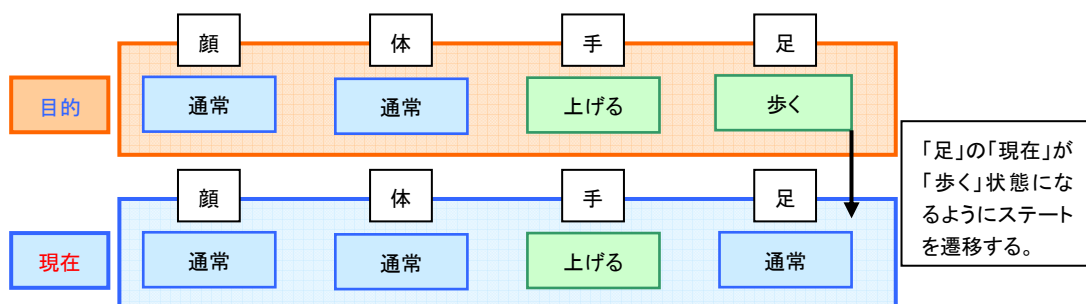 顔 体 手 足
目的 通常 通常 上げる 歩く
「足」の「現在」が
「歩く」状態にな
るようにステート
を遷移する。
顔 体 手 足
現在 通常 通常 上げる 通常